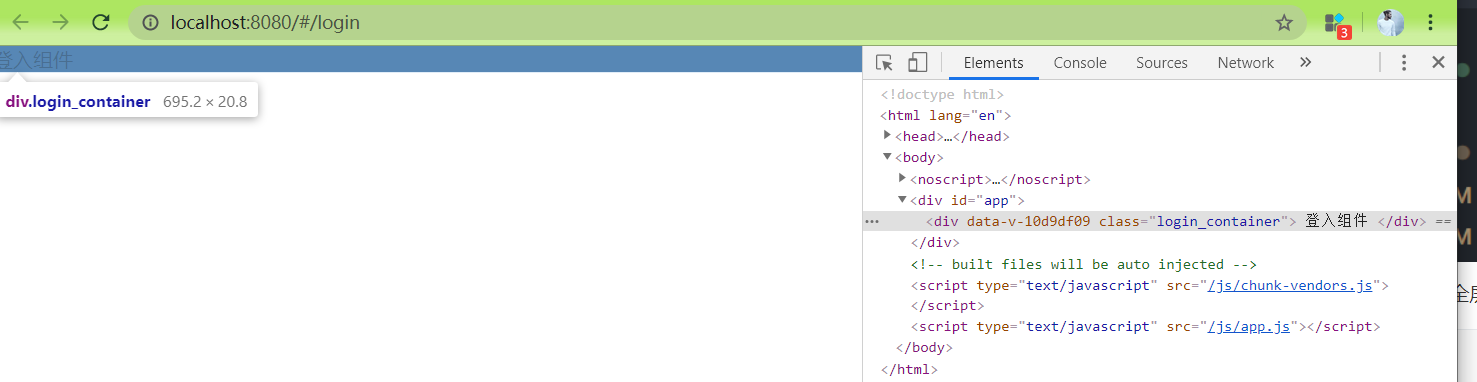 localhost:8080/#/login
3
登入组件
div.login_container 695.2 × 20.8
Elements Console Sources Network »
<!doctype html>
<html lang="en">
<head>…</head>
<body>
<noscript>…</noscript>
<div id="app">
… <div data-v-10d9df09 class="login_container"> 登入组件 </div> ==
</div>
<!-- built files will be auto injected -->
<script type="text/javascript" src="/js/chunk-vendors.js">
</script>
<script type="text/javascript" src="/js/app.js"></script>
</body>
</html>
M
M